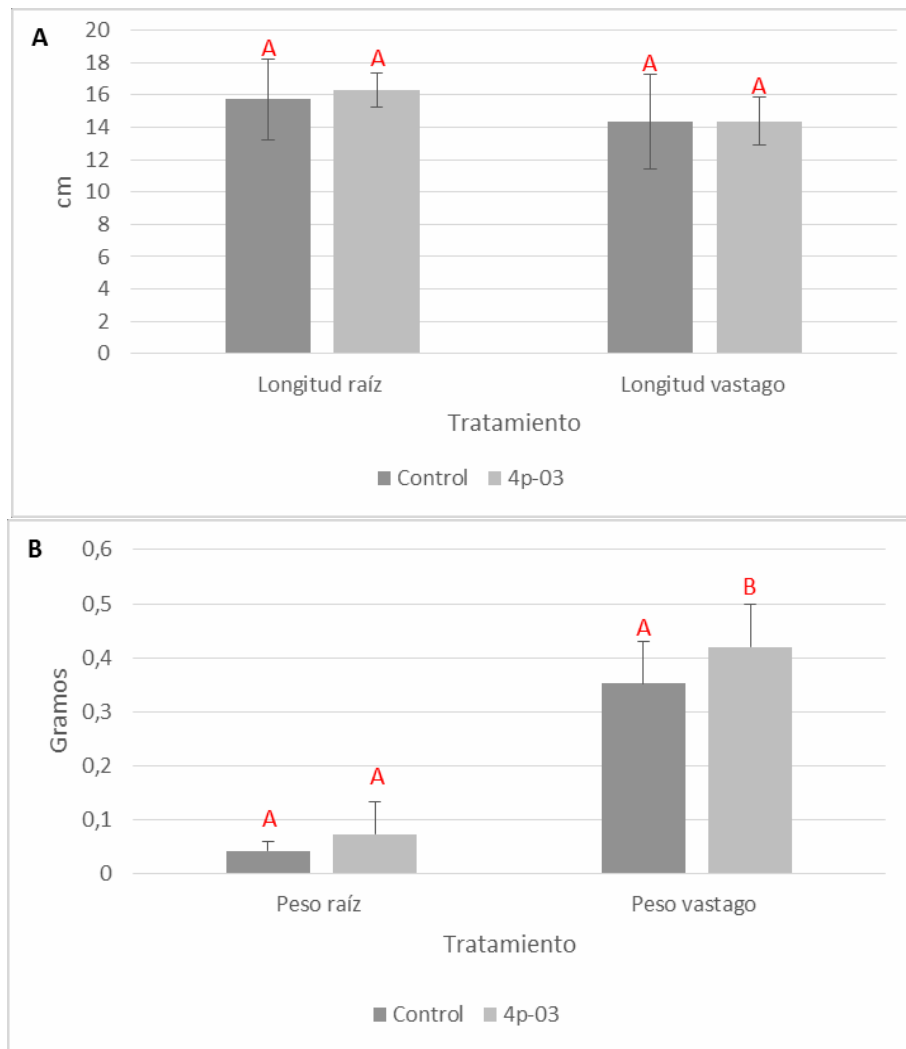 A
20
18
16
14
12
10
8
6
4
2
0
cm
A
A
A
A
Longitud raíz
Longitud vastago
Tratamiento
Control
4p-03
B
0,6
0,5
0,4
0,3
0,2
0,1
0
Gramos
A
A
A
B
Peso raíz
Peso vastago
Tratamiento
Control
4p-03